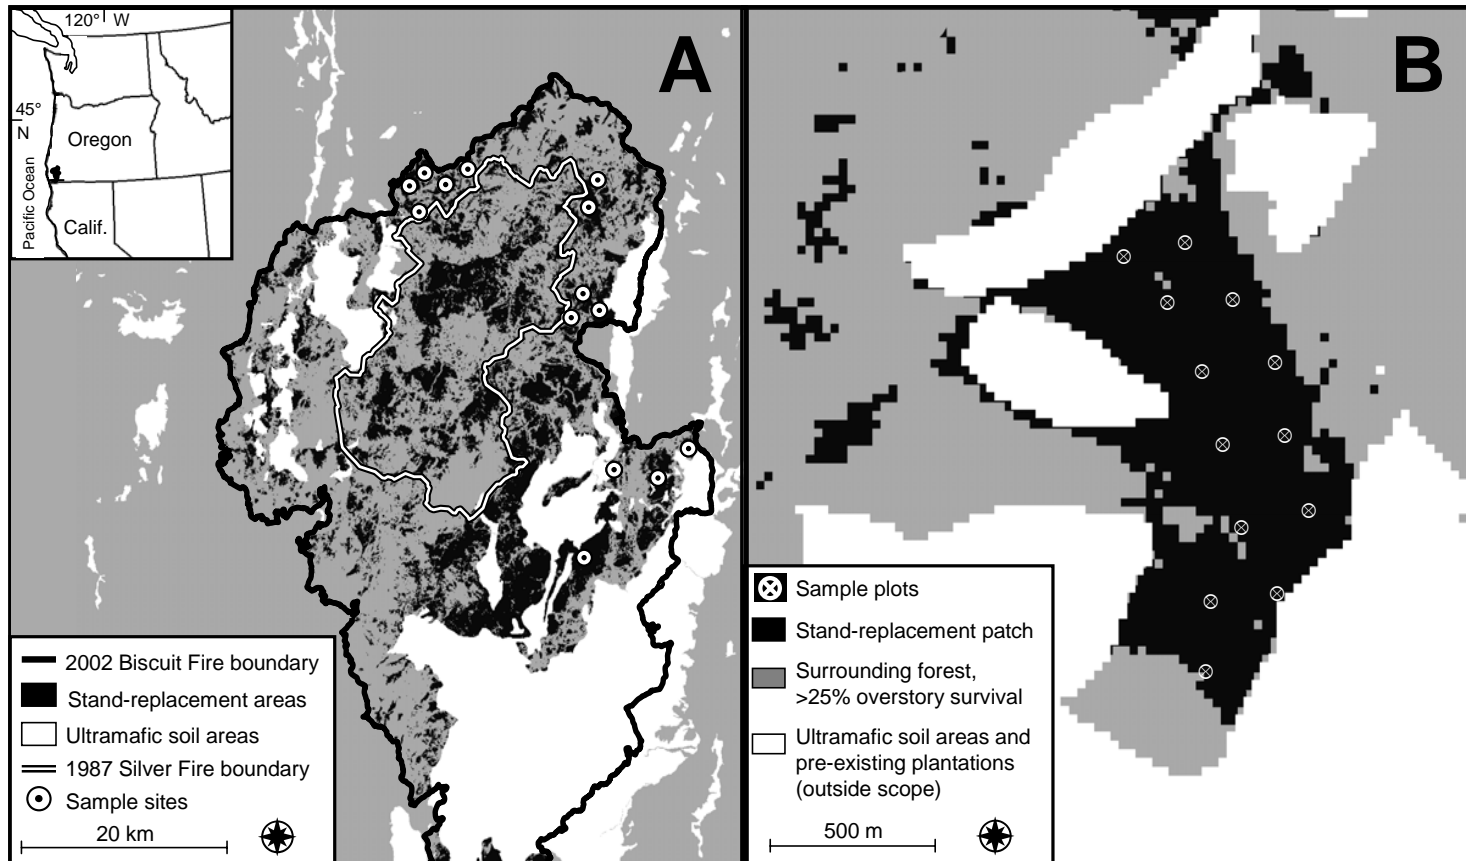 120° W
45°
N
Oregon
Pacific Ocean
Calif.
A
2002 Biscuit Fire boundary
Stand-replacement areas
Ultramafic soil areas
1987 Silver Fire boundary
Sample sites
20 km
B
Sample plots
Stand-replacement patch
Surrounding forest,
>25% overstory survival
Ultramafic soil areas and
pre-existing plantations
(outside scope)
500 m